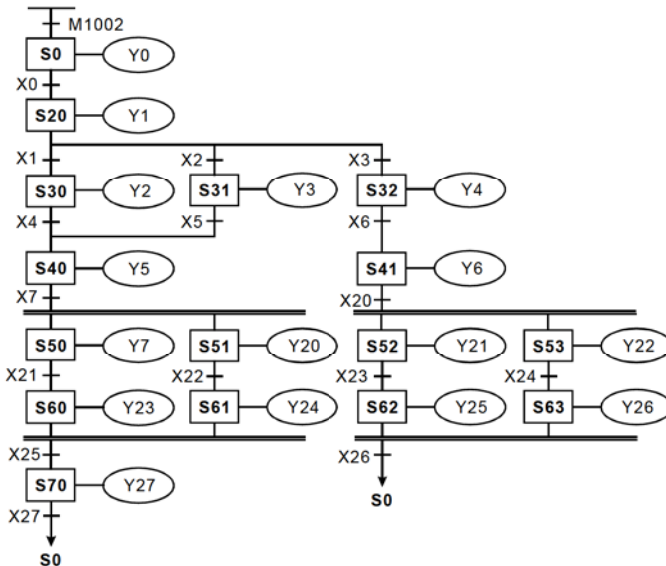 M1002
S0 Y0
X0
S20 Y1
X1 X2 X3
S30 Y2 S31 Y3 S32 Y4
X4 X5 X6
S40 Y5 S41 Y6
X7 X20
S50 Y7 S51 Y20 S52 Y21 S53 Y22
X21 X22 X23 X24
S60 Y23 S61 Y24 S62 Y25 S63 Y26
X25 X26
S70 Y27 S0
X27
S0